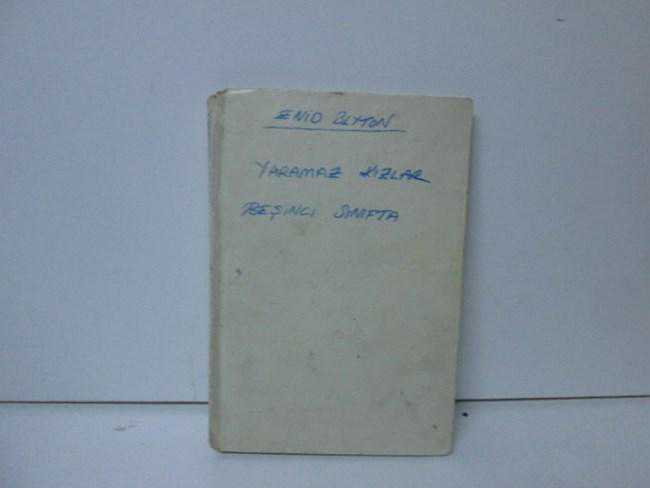 ENID BLYTON
YARAMAZ KIZLAR
BEŞİNCİ SINIFTA